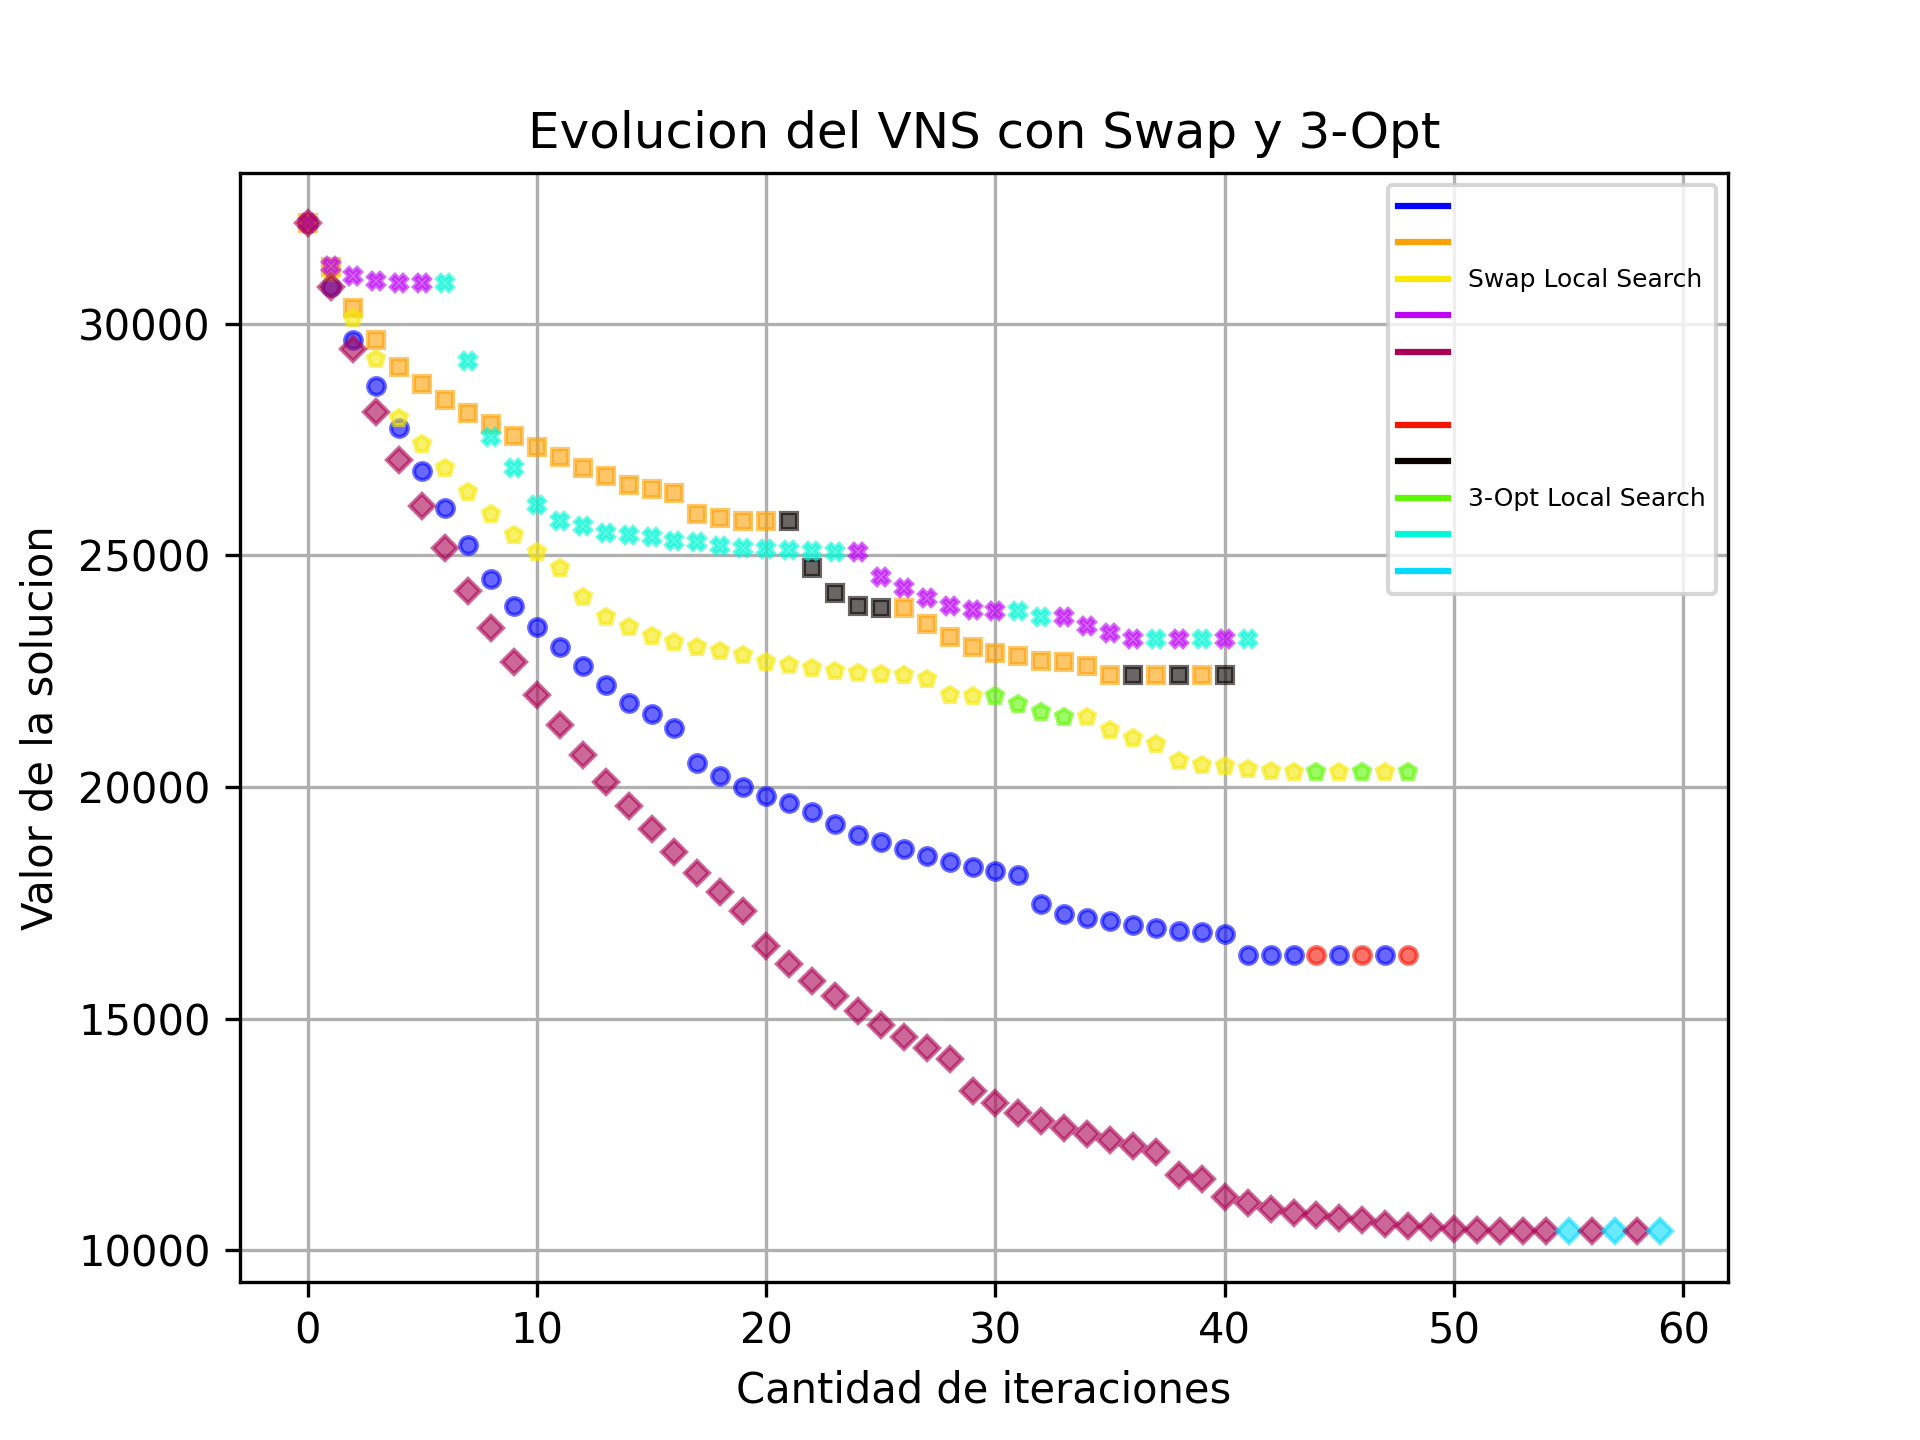 Evolucion del VNS con Swap y 3-Opt
Valor de la solucion
30000
25000
20000
15000
10000
Swap Local Search
3-Opt Local Search
0 10 20 30 40 50 60
Cantidad de iteraciones